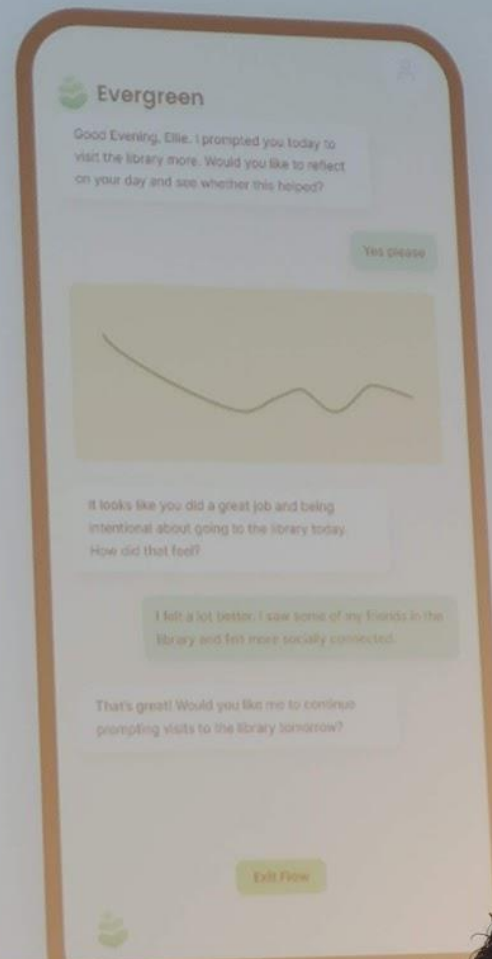 Evergreen
Good Evening, Ellie. I prompted you today to
visit the library more. Would you like to reflect
on your day and see whether this helped?
Yes please
It looks like you did a great job and being
intentional about going to the library today.
How did that feel?
I felt a lot better. I saw some of my friends in the
library and felt more socially connected.
That's great! Would you like me to continue
prompting visits to the library tomorrow?
Exit Flow